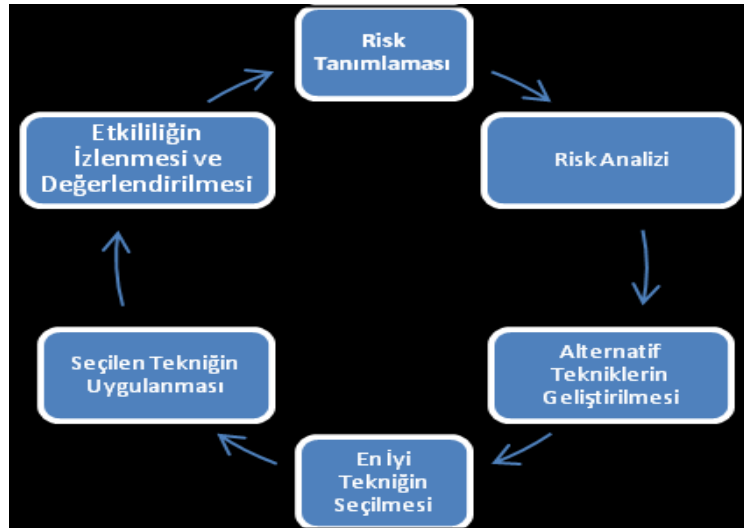 Risk
Tanımlaması
Risk Analizi
Alternatif
Tekniklerin
Geliştirilmesi
En İyi
Tekniğin
Seçilmesi
Seçilen Tekniğin
Uygulanması
Etkililiğin
İzlenmesi ve
Değerlendirilmesi